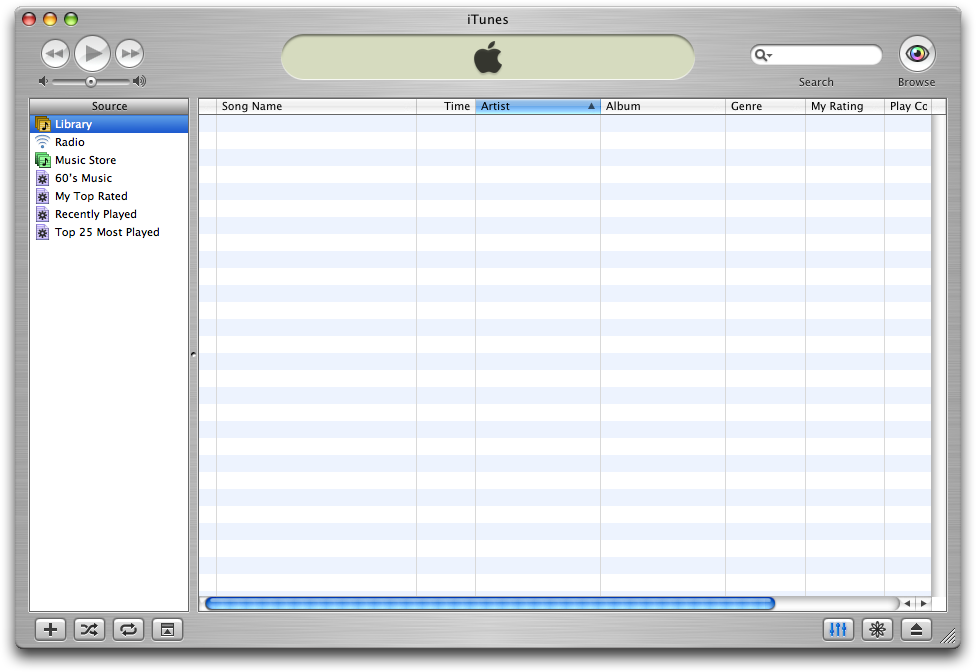 iTunes
Search
Browse
Source
Song Name Time Artist Album Genre My Rating Play Cc
Library
Radio
Music Store
60's Music
My Top Rated
Recently Played
Top 25 Most Played